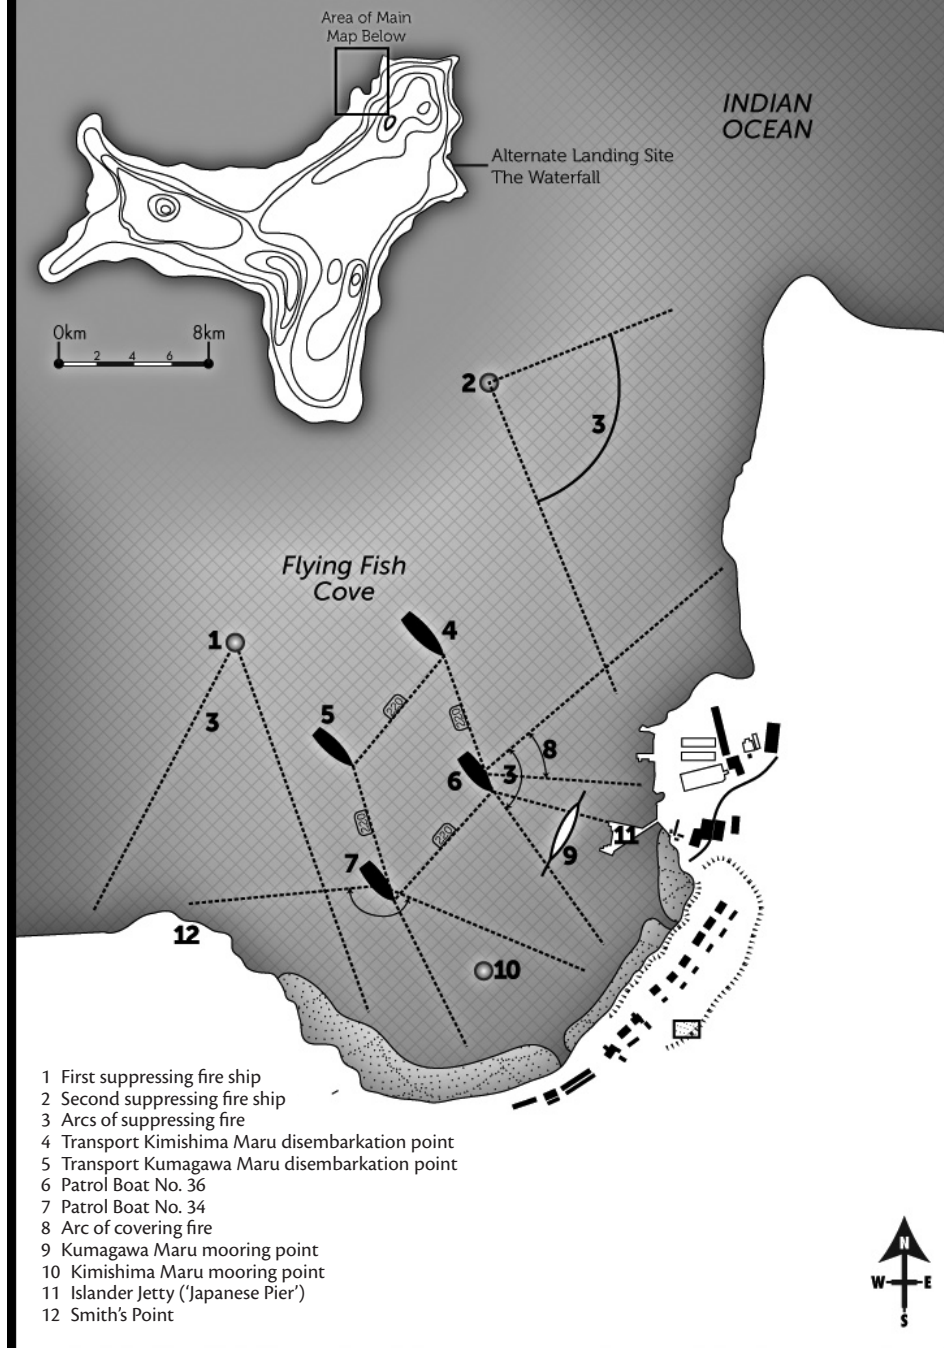 Area of Main
Map Below
INDIAN
OCEAN
Alternate Landing Site
The Waterfall
0km
8km
2
4
6
2
3
Flying Fish
Cove
1
4
3
220
220
5
8
6
3
220
220
11
9
7
12
10
1 First suppressing fire ship
2 Second suppressing fire ship
3 Arcs of suppressing fire
4 Transport Kimishima Maru disembarkation point
5 Transport Kumagawa Maru disembarkation point
6 Patrol Boat No. 36
7 Patrol Boat No. 34
8 Arc of covering fire
9 Kumagawa Maru mooring point
10 Kimishima Maru mooring point
11 Islander Jetty (‘Japanese Pier’)
12 Smith’s Point
N
W
E
S